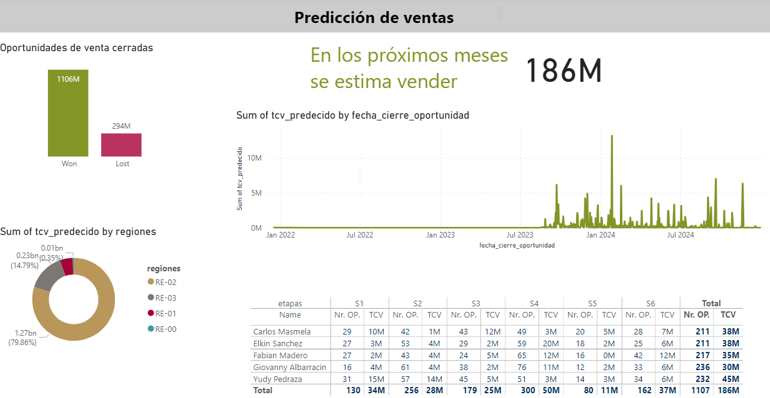 Predicción de ventas
Oportunidades de venta cerradas
1106M
294M
Won
Lost
En los próximos meses
se estima vender
186M
Sum of tcv_predecido by fecha_cierre_oportunidad
Sum of tcv_predecido
10M
5M
0M
Jan 2022
Jul 2022
Jan 2023
Jul 2023
Jan 2024
Jul 2024
fecha_cierre_oportunidad
Sum of tcv_predecido by regiones
0.01bn
(0.35%)
0.23bn
(14.79%)
1.27bn
(79.86%)
regiones
RE-02
RE-03
RE-01
RE-00
etapas S1 S2 S3 S4 S5 S6 Total
Name Nr. OP. TCV Nr. OP. TCV Nr. OP. TCV Nr. OP. TCV Nr. OP. TCV Nr. OP. TCV Nr. OP. TCV
Carlos Masmela 29 10M 42 1M 43 12M 49 3M 20 5M 28 7M 211 38M
Elkin Sanchez 27 3M 53 4M 29 2M 59 20M 18 2M 25 6M 211 38M
Fabian Madero 27 2M 43 4M 24 5M 65 12M 16 0M 42 12M 217 35M
Giovanny Albarracin 16 4M 61 4M 38 2M 76 11M 12 2M 33 6M 236 30M
Yudy Pedraza 31 15M 57 14M 45 5M 51 3M 14 3M 34 6M 232 45M
Total 130 34M 256 28M 179 25M 300 50M 80 11M 162 37M 1107 186M